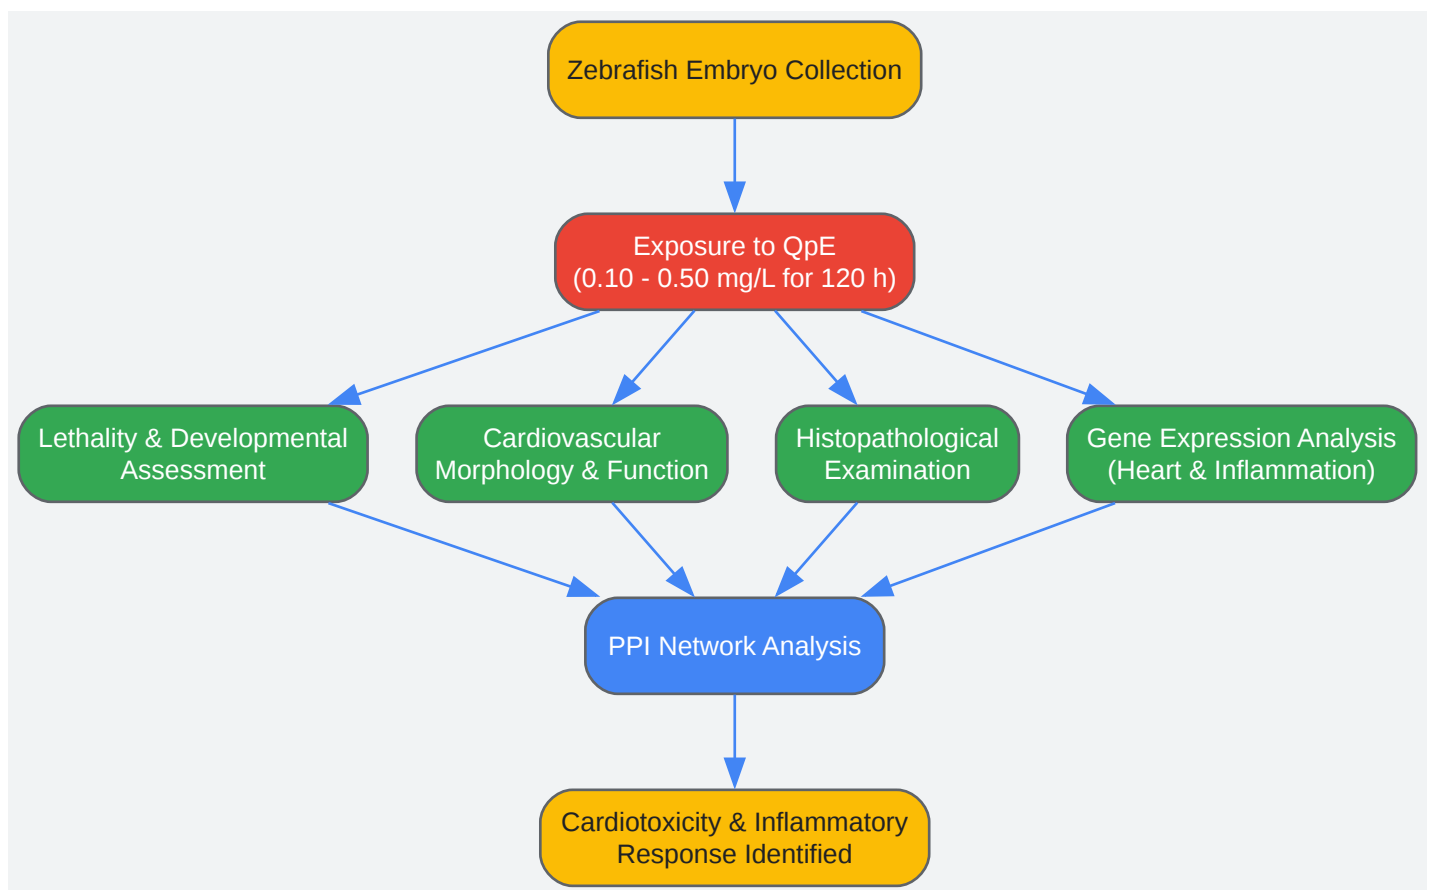 Zebrafish Embryo Collection
Exposure to QpE
(0.10 - 0.50 mg/L for 120 h)
Lethality & Developmental
Assessment
Cardiovascular
Morphology & Function
Histopathological
Examination
Gene Expression Analysis
(Heart & Inflammation)
PPI Network Analysis
Cardiotoxicity & Inflammatory
Response Identified